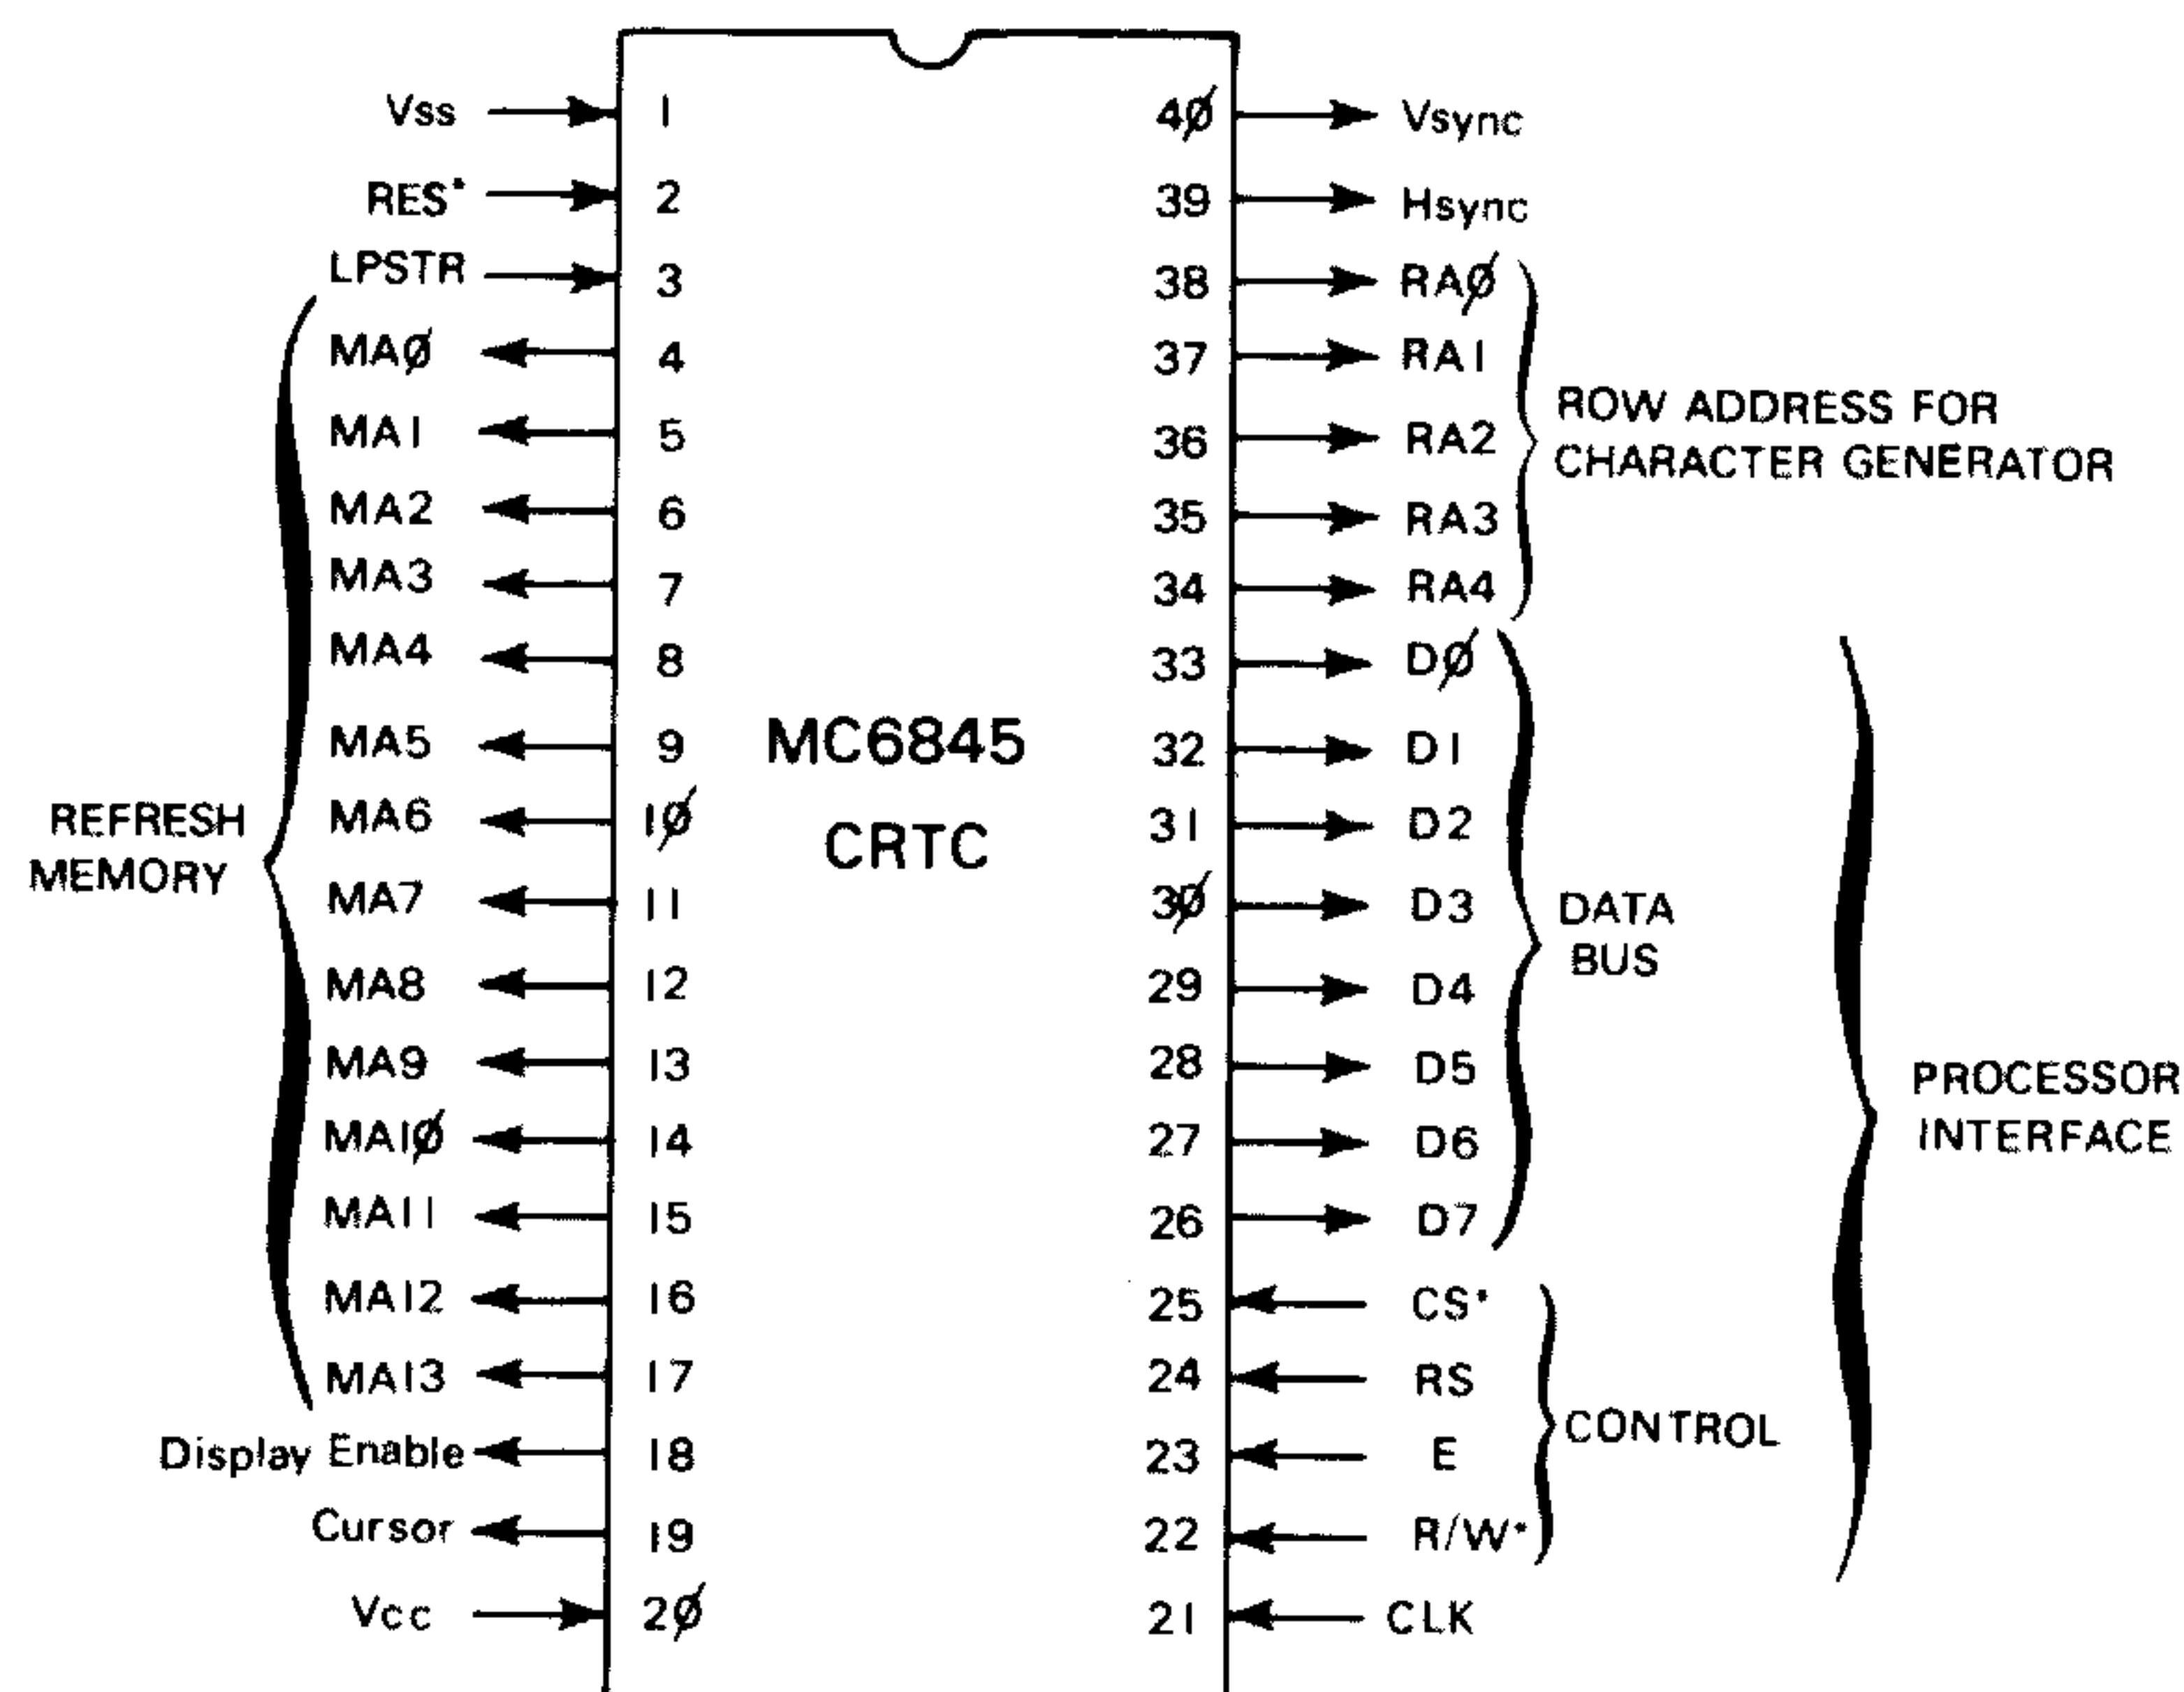 Vss 1 4Ø Vsync
RES* 2 39 Hsync
LPSTR 3 38 RAØ
MAØ 4 37 RA1
ROW ADDRESS FOR
MA1 5 36 RA2
CHARACTER GENERATOR
MA2 6 35 RA3
MA3 7 34 RA4
MA4 8 33 DØ
MA5 9 MC6845 32 D1
REFRESH MA6 1Ø CRTC 31 D2
MEMORY
MA7 11 3Ø D3 DATA
BUS
MA8 12 29 D4
MA9 13 28 D5 PROCESSOR
MA1Ø 14 27 D6 INTERFACE
MA11 15 26 D7
MA12 16 25 CS*
MA13 17 24 RS
CONTROL
Display Enable 18 23 E
Cursor 19 22 R/W*
Vcc 2Ø 21 CLK